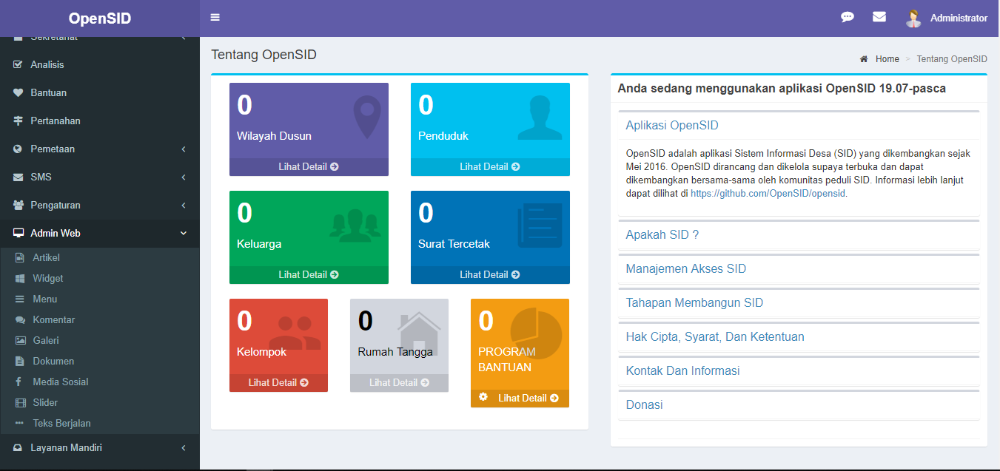 OpenSID
Administrator
Sekretariat
Analisis
Bantuan
Pertanahan
Pemetaan
SMS
Pengaturan
Admin Web
Artikel
Widget
Menu
Komentar
Galeri
Dokumen
Media Sosial
Slider
Teks Berjalan
Layanan Mandiri
Tentang OpenSID
Home > Tentang OpenSID
0
Wilayah Dusun
Lihat Detail
0
Penduduk
Lihat Detail
0
Keluarga
Lihat Detail
0
Surat Tercetak
Lihat Detail
0
Kelompok
Lihat Detail
0
Rumah Tangga
Lihat Detail
0
PROGRAM
BANTUAN
Lihat Detail
Anda sedang menggunakan aplikasi OpenSID 19.07-pasca
Aplikasi OpenSID
OpenSID adalah aplikasi Sistem Informasi Desa (SID) yang dikembangkan sejak
Mei 2016. OpenSID dirancang dan dikelola supaya terbuka dan dapat
dikembangkan bersama-sama oleh komunitas peduli SID. Informasi lebih lanjut
dapat dilihat di https://github.com/OpenSID/opensid.
Apakah SID ?
Manajemen Akses SID
Tahapan Membangun SID
Hak Cipta, Syarat, Dan Ketentuan
Kontak Dan Informasi
Donasi